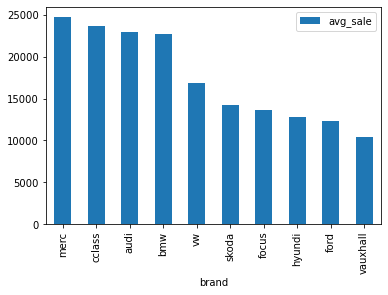 avg_sale
25000
20000
15000
10000
5000
0
merc
cclass
audi
bmw
vw
skoda
focus
hyundi
ford
vauxhall
brand